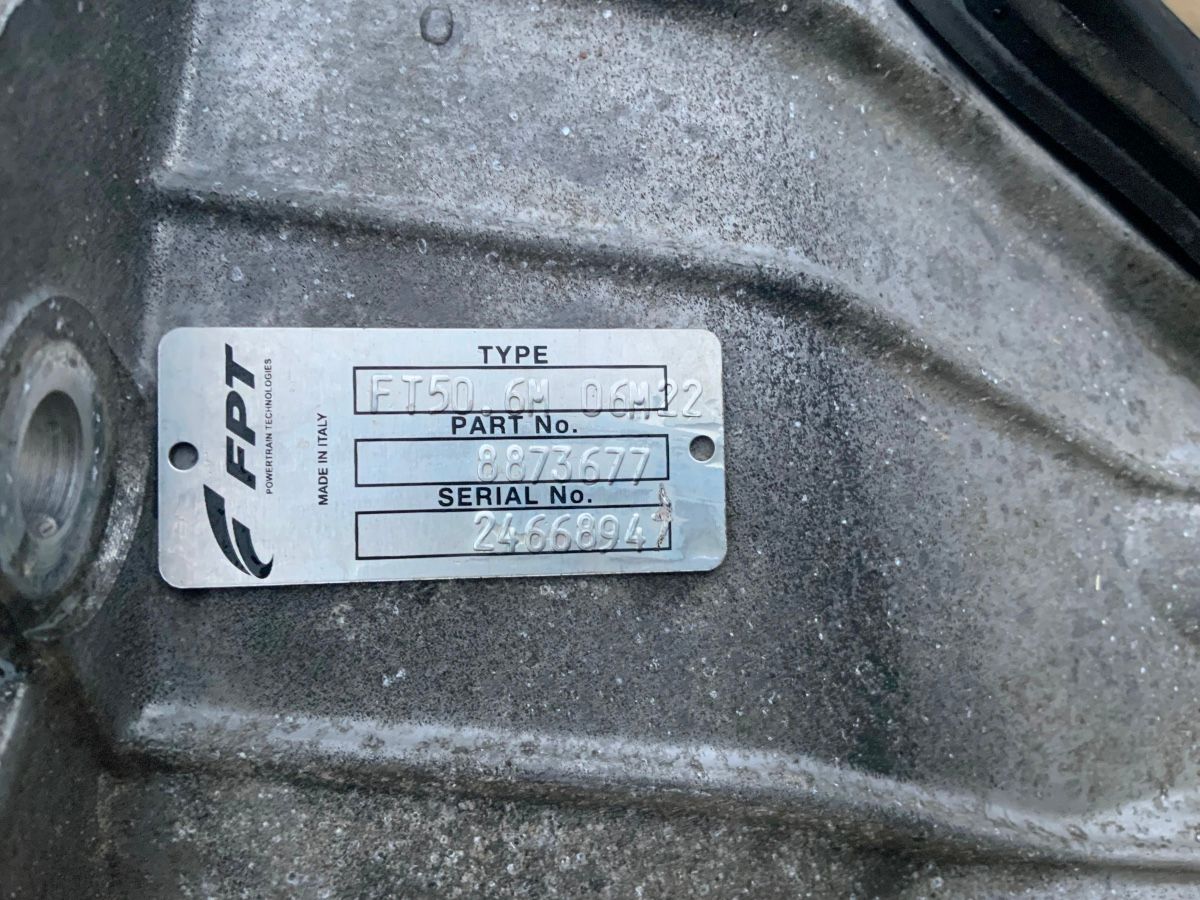 FPT
POWERTRAIN TECHNOLOGIES
MADE IN ITALY
TYPE
FT50.6M 06M22
PART No.
8873677
SERIAL No.
2466894